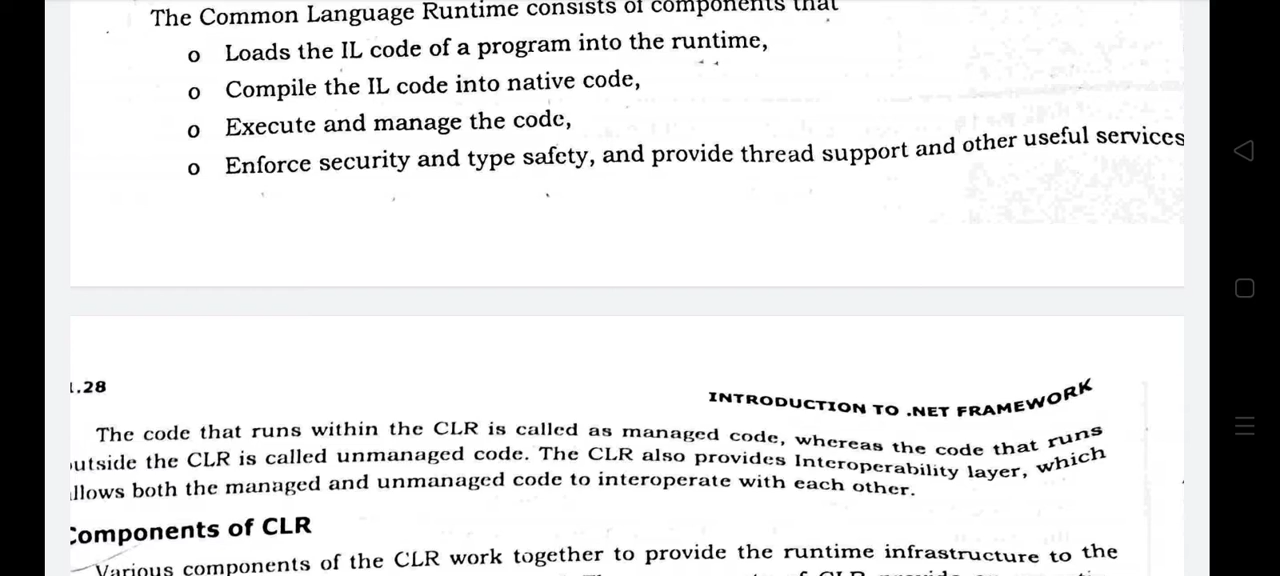 The Common Language Runtime consists of components that
o Loads the IL code of a program into the runtime,
o Compile the IL code into native code,
o Execute and manage the code,
o Enforce security and type safety, and provide thread support and other useful services
1.28
INTRODUCTION TO .NET FRAMEWORK
The code that runs within the CLR is called as managed code, whereas the code that runs
outside the CLR is called unmanaged code. The CLR also provides Interoperability layer, which
allows both the managed and unmanaged code to interoperate with each other.
Components of CLR
Various components of the CLR work together to provide the runtime infrastructure to the